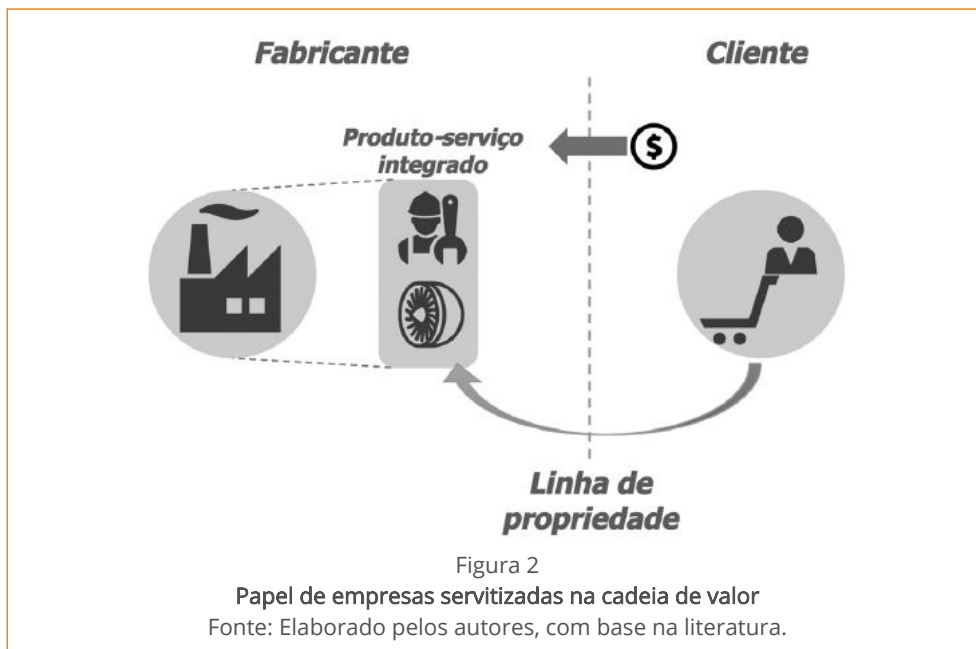 Fabricante
Cliente
Produto-serviço
integrado
$
Linha de
propriedade
Figura 2
Papel de empresas servitizadas na cadeia de valor
Fonte: Elaborado pelos autores, com base na literatura.